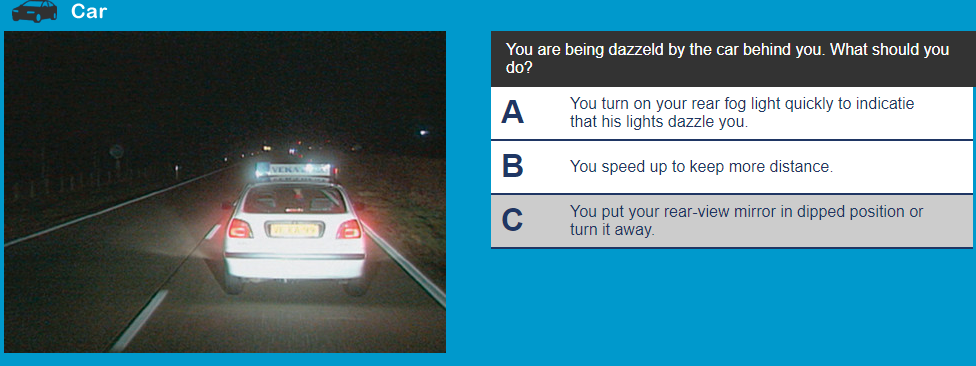 Car
You are being dazzeld by the car behind you. What should you
do?
A
You turn on your rear fog light quickly to indicatie
that his lights dazzle you.
B
You speed up to keep more distance.
C
You put your rear-view mirror in dipped position or
turn it away.